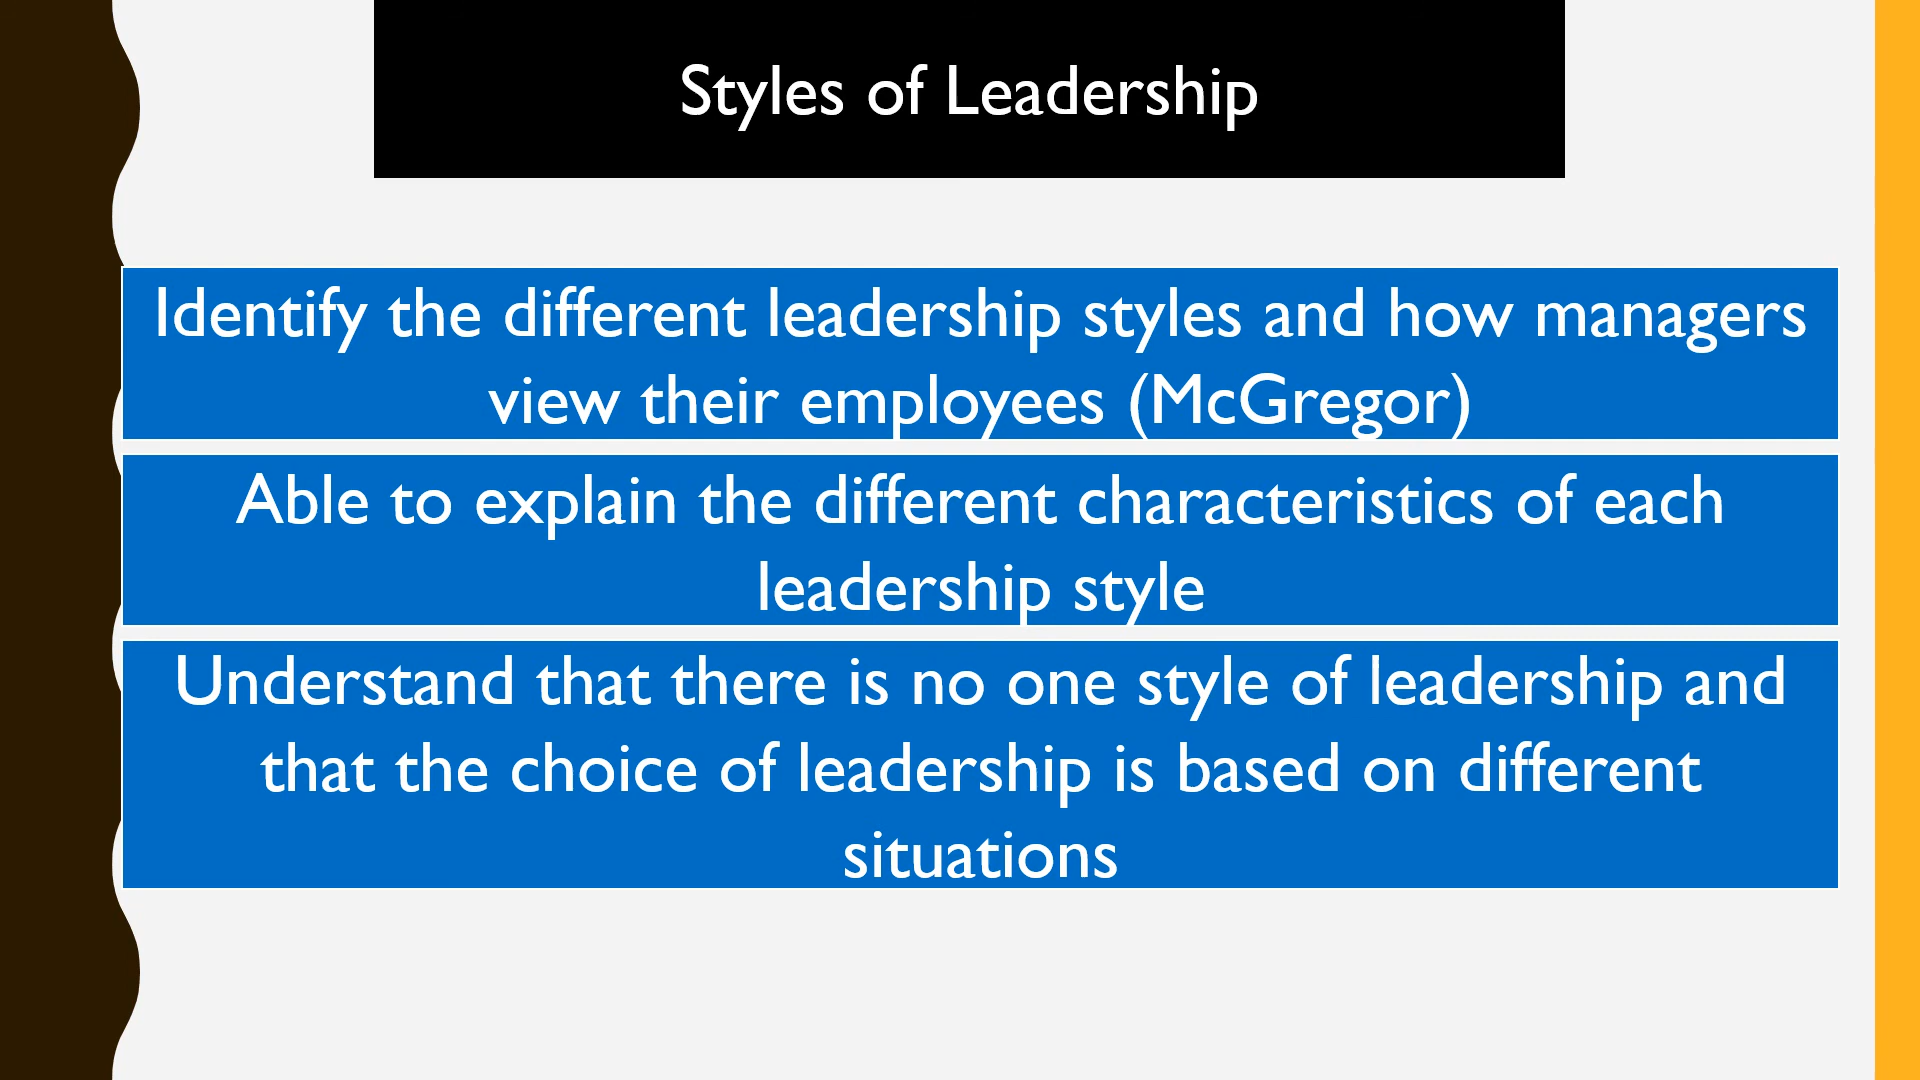 Styles of Leadership
Identify the different leadership styles and how managers
view their employees (McGregor)
Able to explain the different characteristics of each
leadership style
Understand that there is no one style of leadership and
that the choice of leadership is based on different
situations